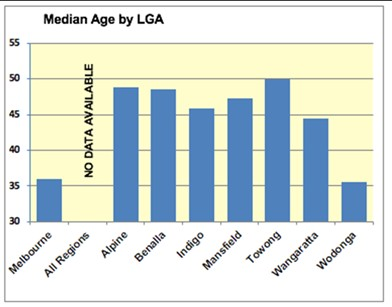 Median Age by LGA
55
50
45
40
35
30
NO DATA AVAILABLE
Melbourne
All Regions
Alpine
Benalla
Indigo
Mansfield
Towong
Wangaratta
Wodonga